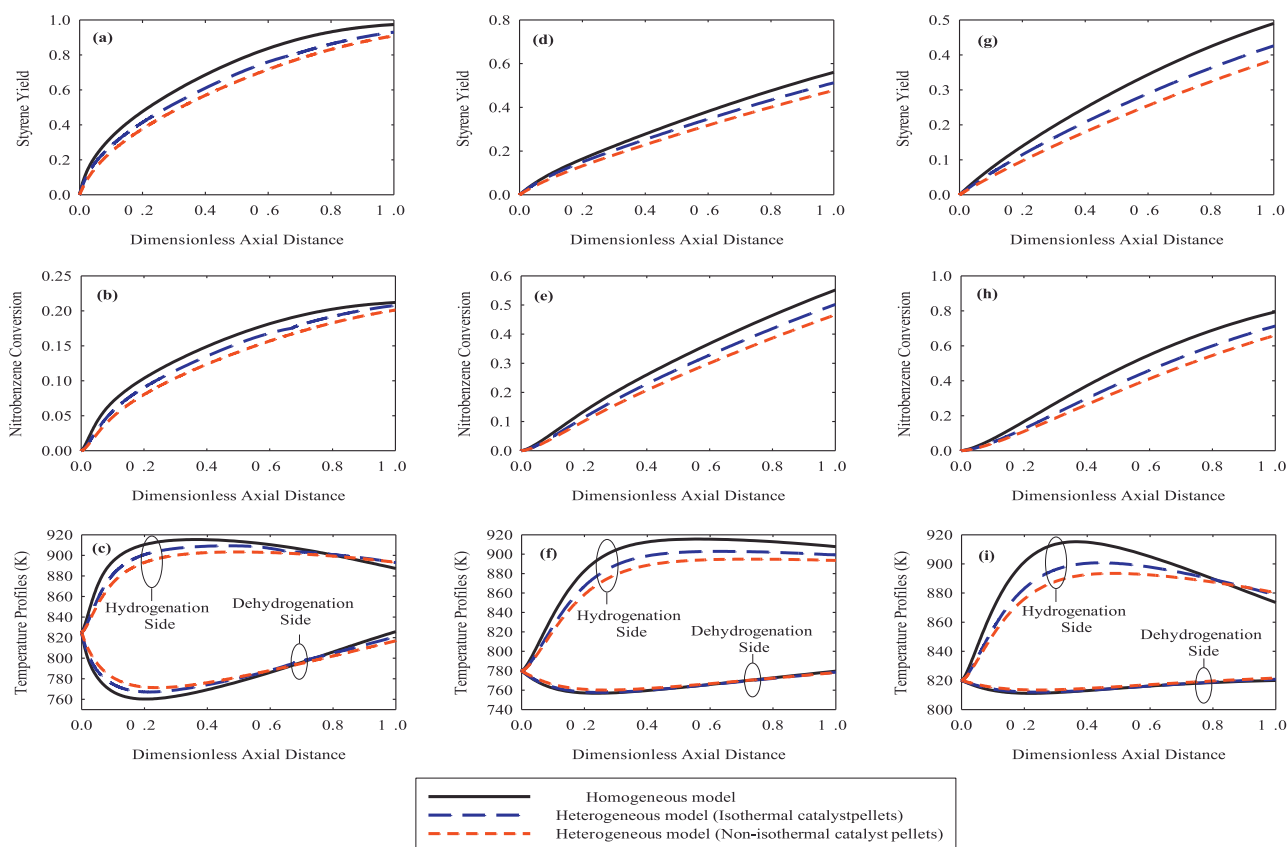 (a)
Styrene Yield
1.0
0.8
0.6
0.4
0.2
0.0
0.0 0 .2 0.4 0.6 0.8 1 .0
Dimensionless Axial Distance
(d)
Styrene Yield
0.8
0.6
0.4
0.2
0.0
0.0 0 .2 0.4 0.6 0.8 1 .0
Dimensionless Axial Distance
(g)
Styrene Yield
0.5
0.4
0.3
0.2
0.1
0.0
0.0 0 .2 0.4 0.6 0.8 1 .0
Dimensionless Axial Distance
(b)
Nitrobenzene Conversion
0.25
0.20
0.15
0.10
0.05
0.00
0.0 0 .2 0.4 0.6 0.8 1 .0
Dimensionless Axial Distance
(e)
Nitrobenzene Conversion
0.6
0.5
0.4
0.3
0.2
0.1
0.0
0.0 0 .2 0.4 0.6 0.8 1 .0
Dimensionless Axial Distance
(h)
Nitrobenzene Conversion
1.0
0.8
0.6
0.4
0.2
0.0
0.0 0 .2 0.4 0.6 0.8 1 .0
Dimensionless Axial Distance
(c)
Temperature Profiles (K)
920
900
880
860
840
820
800
780
760
Hydrogenation
Side
Dehydrogenation
Side
0.0 0 .2 0.4 0.6 0.8 1 .0
Dimensionless Axial Distance
(f)
Temperature Profiles (K)
920
900
880
860
840
820
800
780
760
740
Hydrogenation
Side
Dehydrogenation
Side
0.0 0 .2 0.4 0.6 0.8 1 .0
Dimensionless Axial Distance
(i)
Temperature Profiles (K)
920
900
880
860
840
820
800
Hydrogenation
Side
Dehydrogenation
Side
0.0 0 .2 0.4 0.6 0.8 1 .0
Dimensionless Axial Distance
Homogeneous model
Heterogeneous model (Isothermal catalystpellets)
Heterogeneous model (Non-isothermal catalyst pellets)